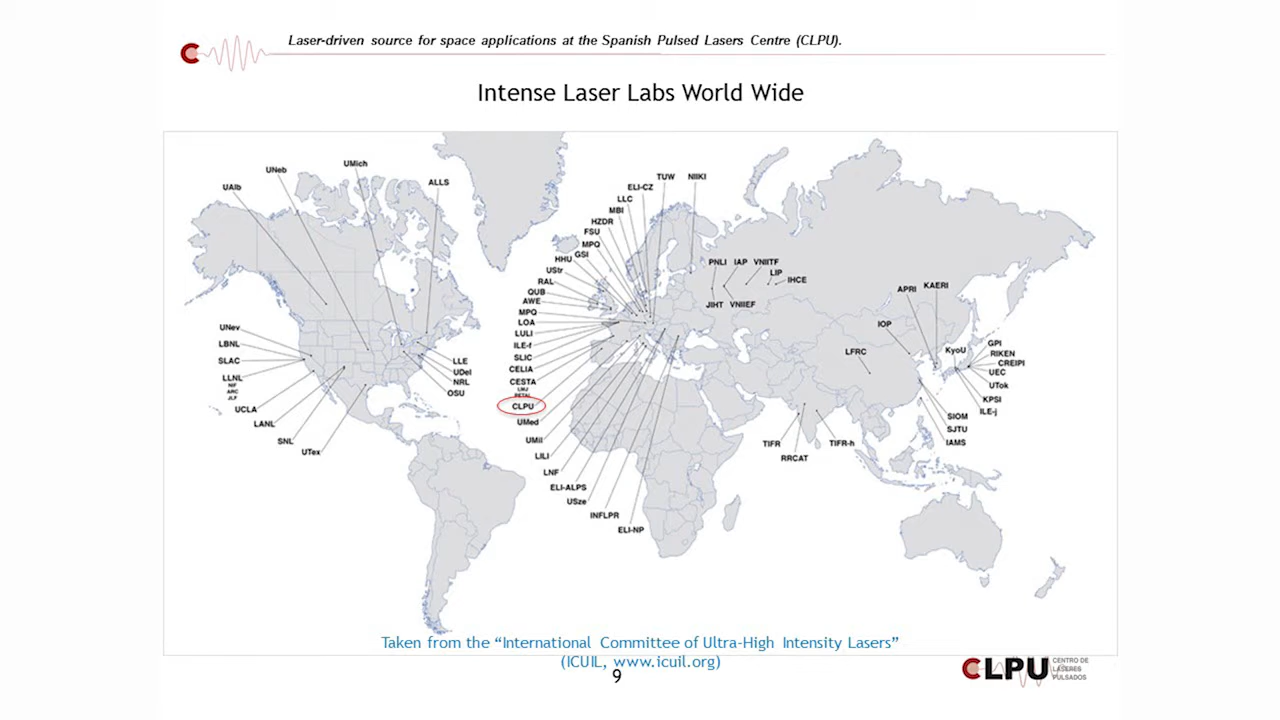 Laser-driven source for space applications at the Spanish Pulsed Lasers Centre (CLPU).
Intense Laser Labs World Wide
UMich
UNeb
ALLS
UAlb
TUW
NIIKI
ELI-CZ
LLC
MBI
HZDR
FSU
MPQ
GSI
HHU
UStr
RAL
QUB
AWE
MPQ
LOA
LULI
ILE-f
SLIC
CELIA
CESTA
LMJ
PETAL
CLPU
UMed
UMil
LILI
LNF
ELI-ALPS
USze
INFLPR
ELI-NP
PNLI
IAP
VNIITF
LIP
IHCE
JIHT
VNIIEF
APRI
KAERI
IOP
LFRC
KyoU
GPI
RIKEN
CREIPI
UEC
UTok
KPSI
ILE-j
SIOM
SJTU
IAMS
TIFR
TIFR-h
RRCAT
UNev
LBNL
SLAC
LLNL
NIF
ARC
JLF
UCLA
LANL
SNL
UTex
LLE
UDel
NRL
OSU
Taken from the “International Committee of Ultra-High Intensity Lasers”
(ICUIL, www.icuil.org)
9
CLPU
CENTRO DE
LÁSERES
PULSADOS